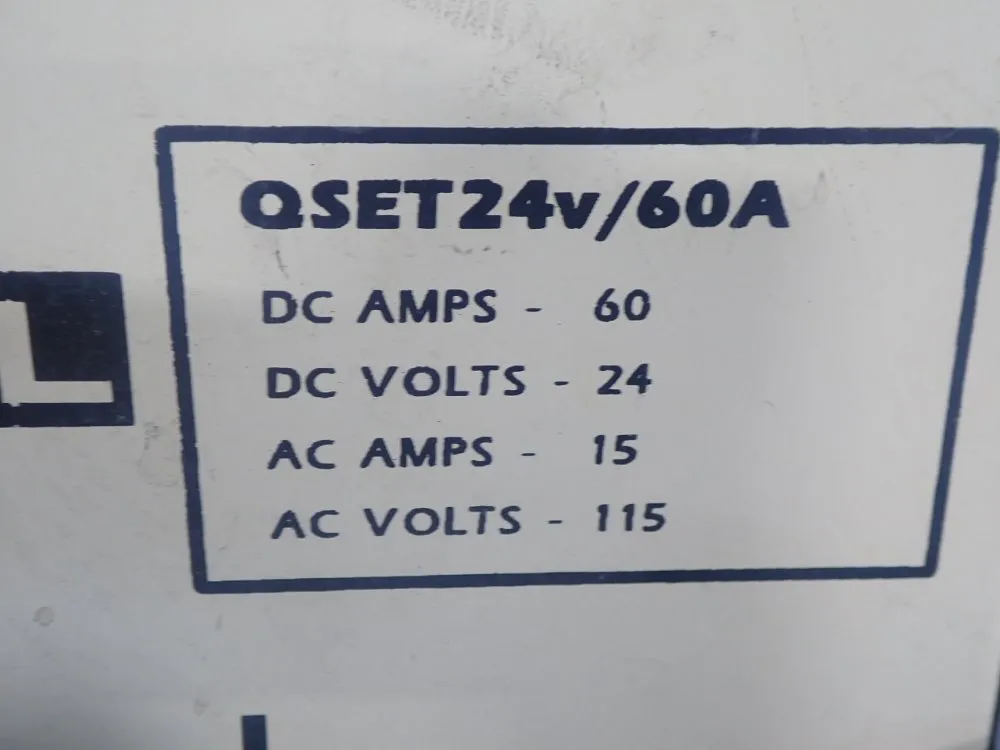 QSET24v/60A
DC AMPS - 60
DC VOLTS - 24
AC AMPS - 15
AC VOLTS - 115
L